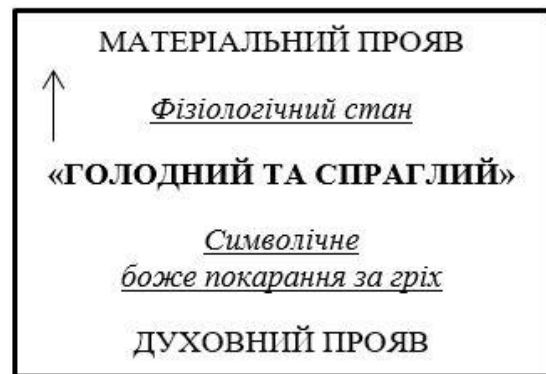 МАТЕРІАЛЬНИЙ ПРОЯВ
Фізіологічний стан
«ГОЛОДНИЙ ТА СПРАГЛИЙ»
Символічне
боже покарання за гріх
ДУХОВНИЙ ПРОЯВ